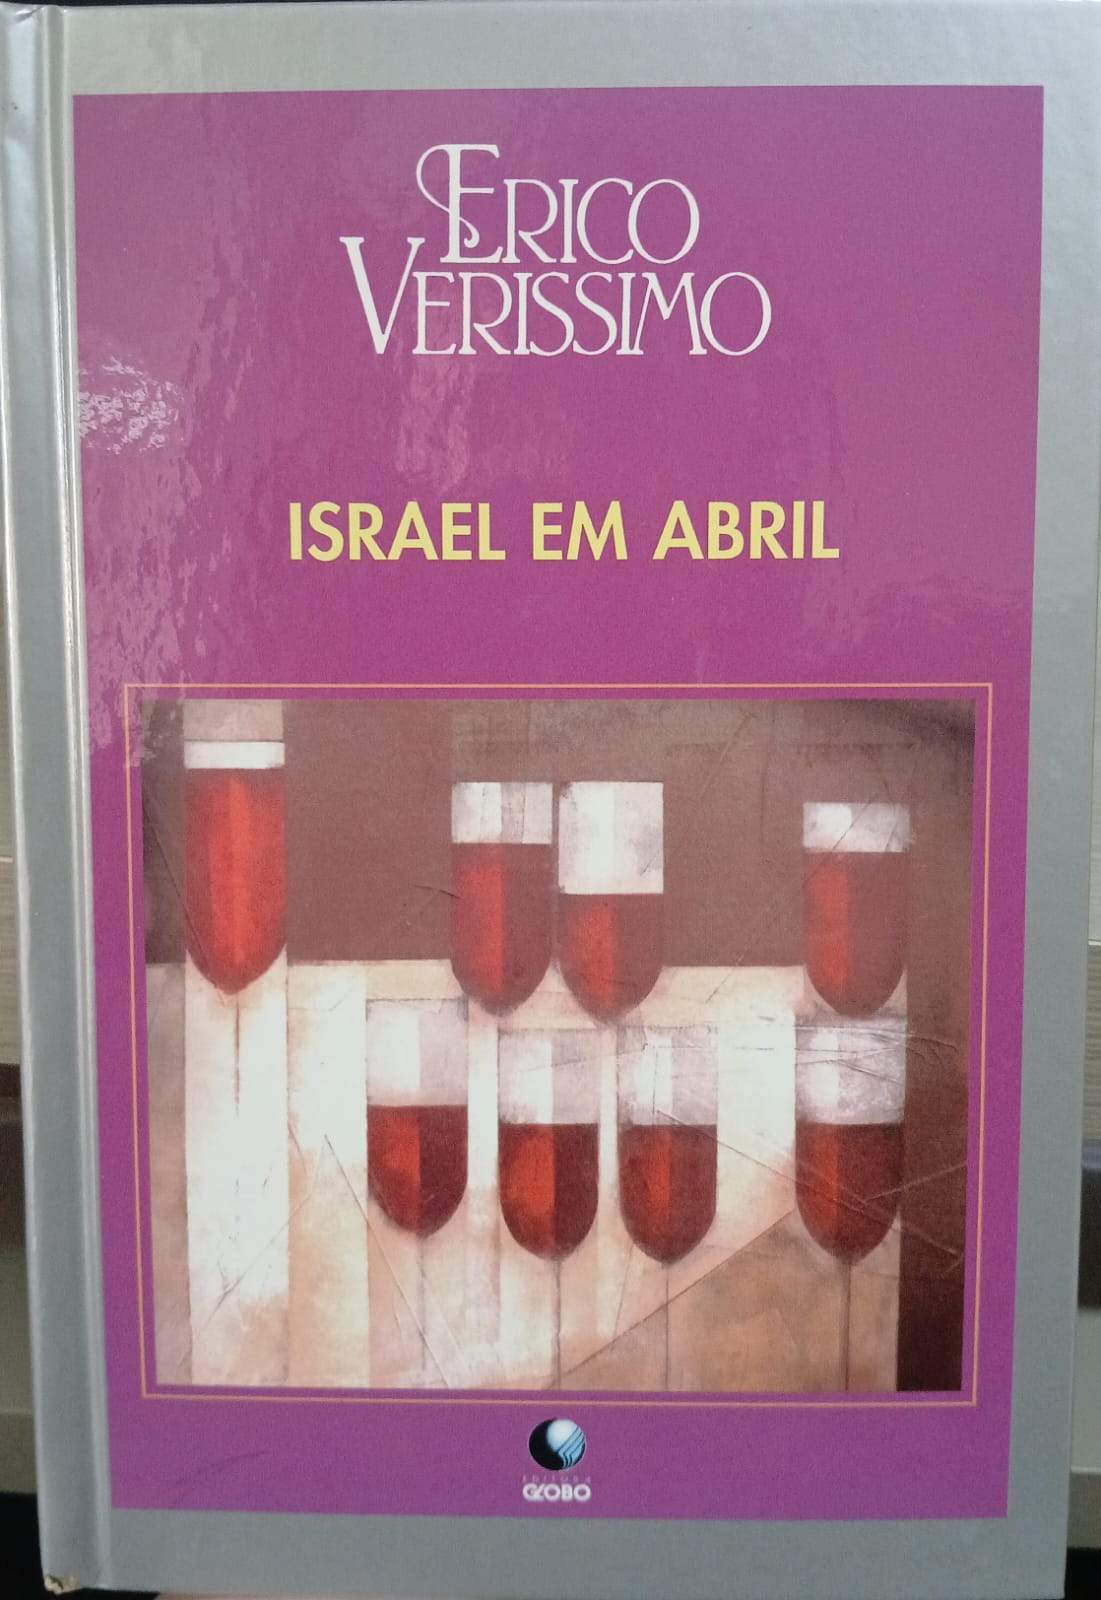 ERICO
VERISSIMO
ISRAEL EM ABRIL
EDITORA
GLOBO